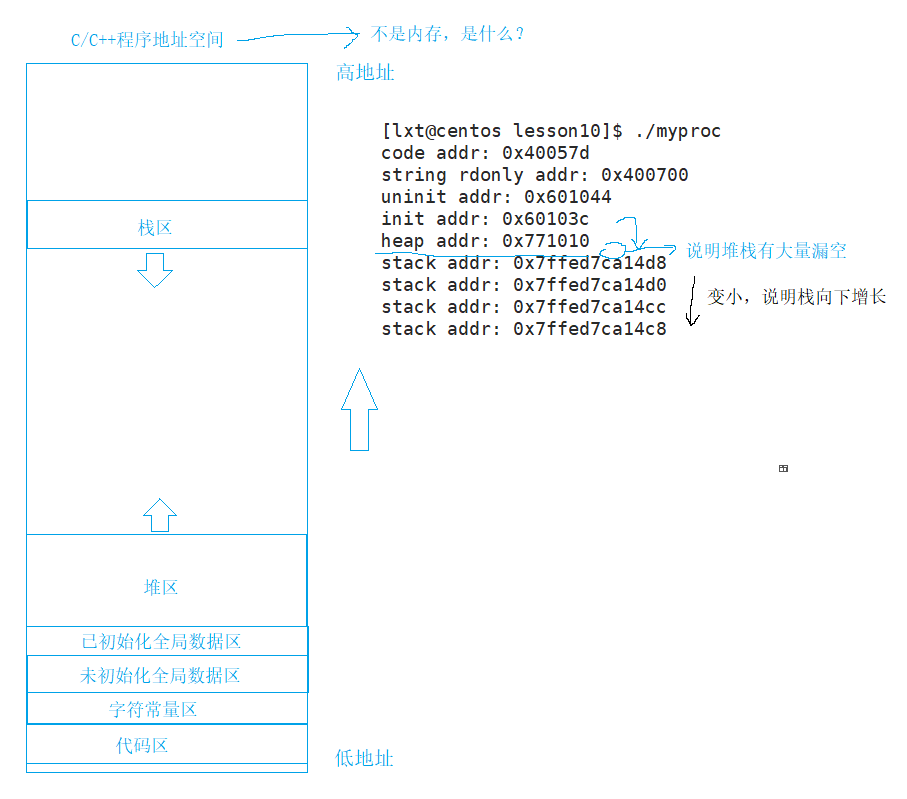 C/C++程序地址空间
不是内存，是什么？
高地址
[lxt@centos lesson10]$ ./myproc
code addr: 0x40057d
string rdonly addr: 0x400700
uninit addr: 0x601044
init addr: 0x60103c
heap addr: 0x771010
stack addr: 0x7ffed7ca14d8
stack addr: 0x7ffed7ca14d0
stack addr: 0x7ffed7ca14cc
stack addr: 0x7ffed7ca14c8
说明堆栈有大量漏空
变小，说明栈向下增长
栈区
堆区
已初始化全局数据区
未初始化全局数据区
字符常量区
代码区
低地址